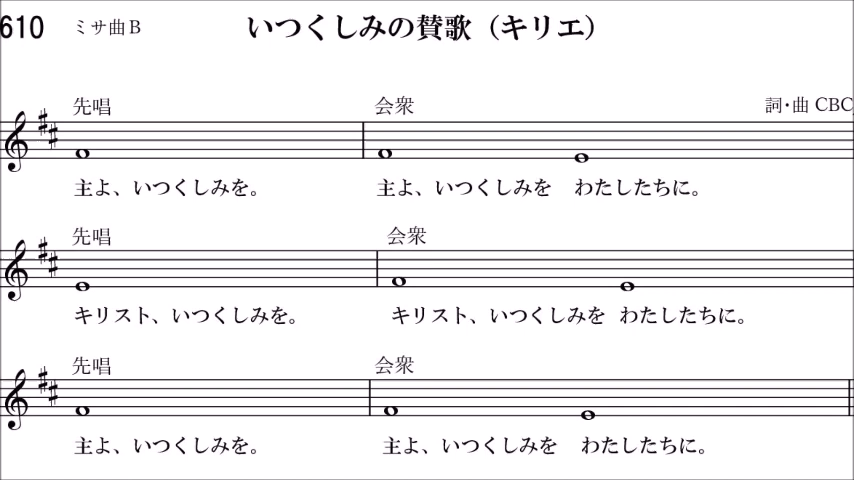 610 ミサ曲B いつくしみの賛歌（キリエ）
先唱 会衆 詞・曲 CBCJ
主よ、いつくしみを。 主よ、いつくしみを わたしたちに。
先唱 会衆
キリスト、いつくしみを。 キリスト、いつくしみを わたしたちに。
先唱 会衆
主よ、いつくしみを。 主よ、いつくしみを わたしたちに。